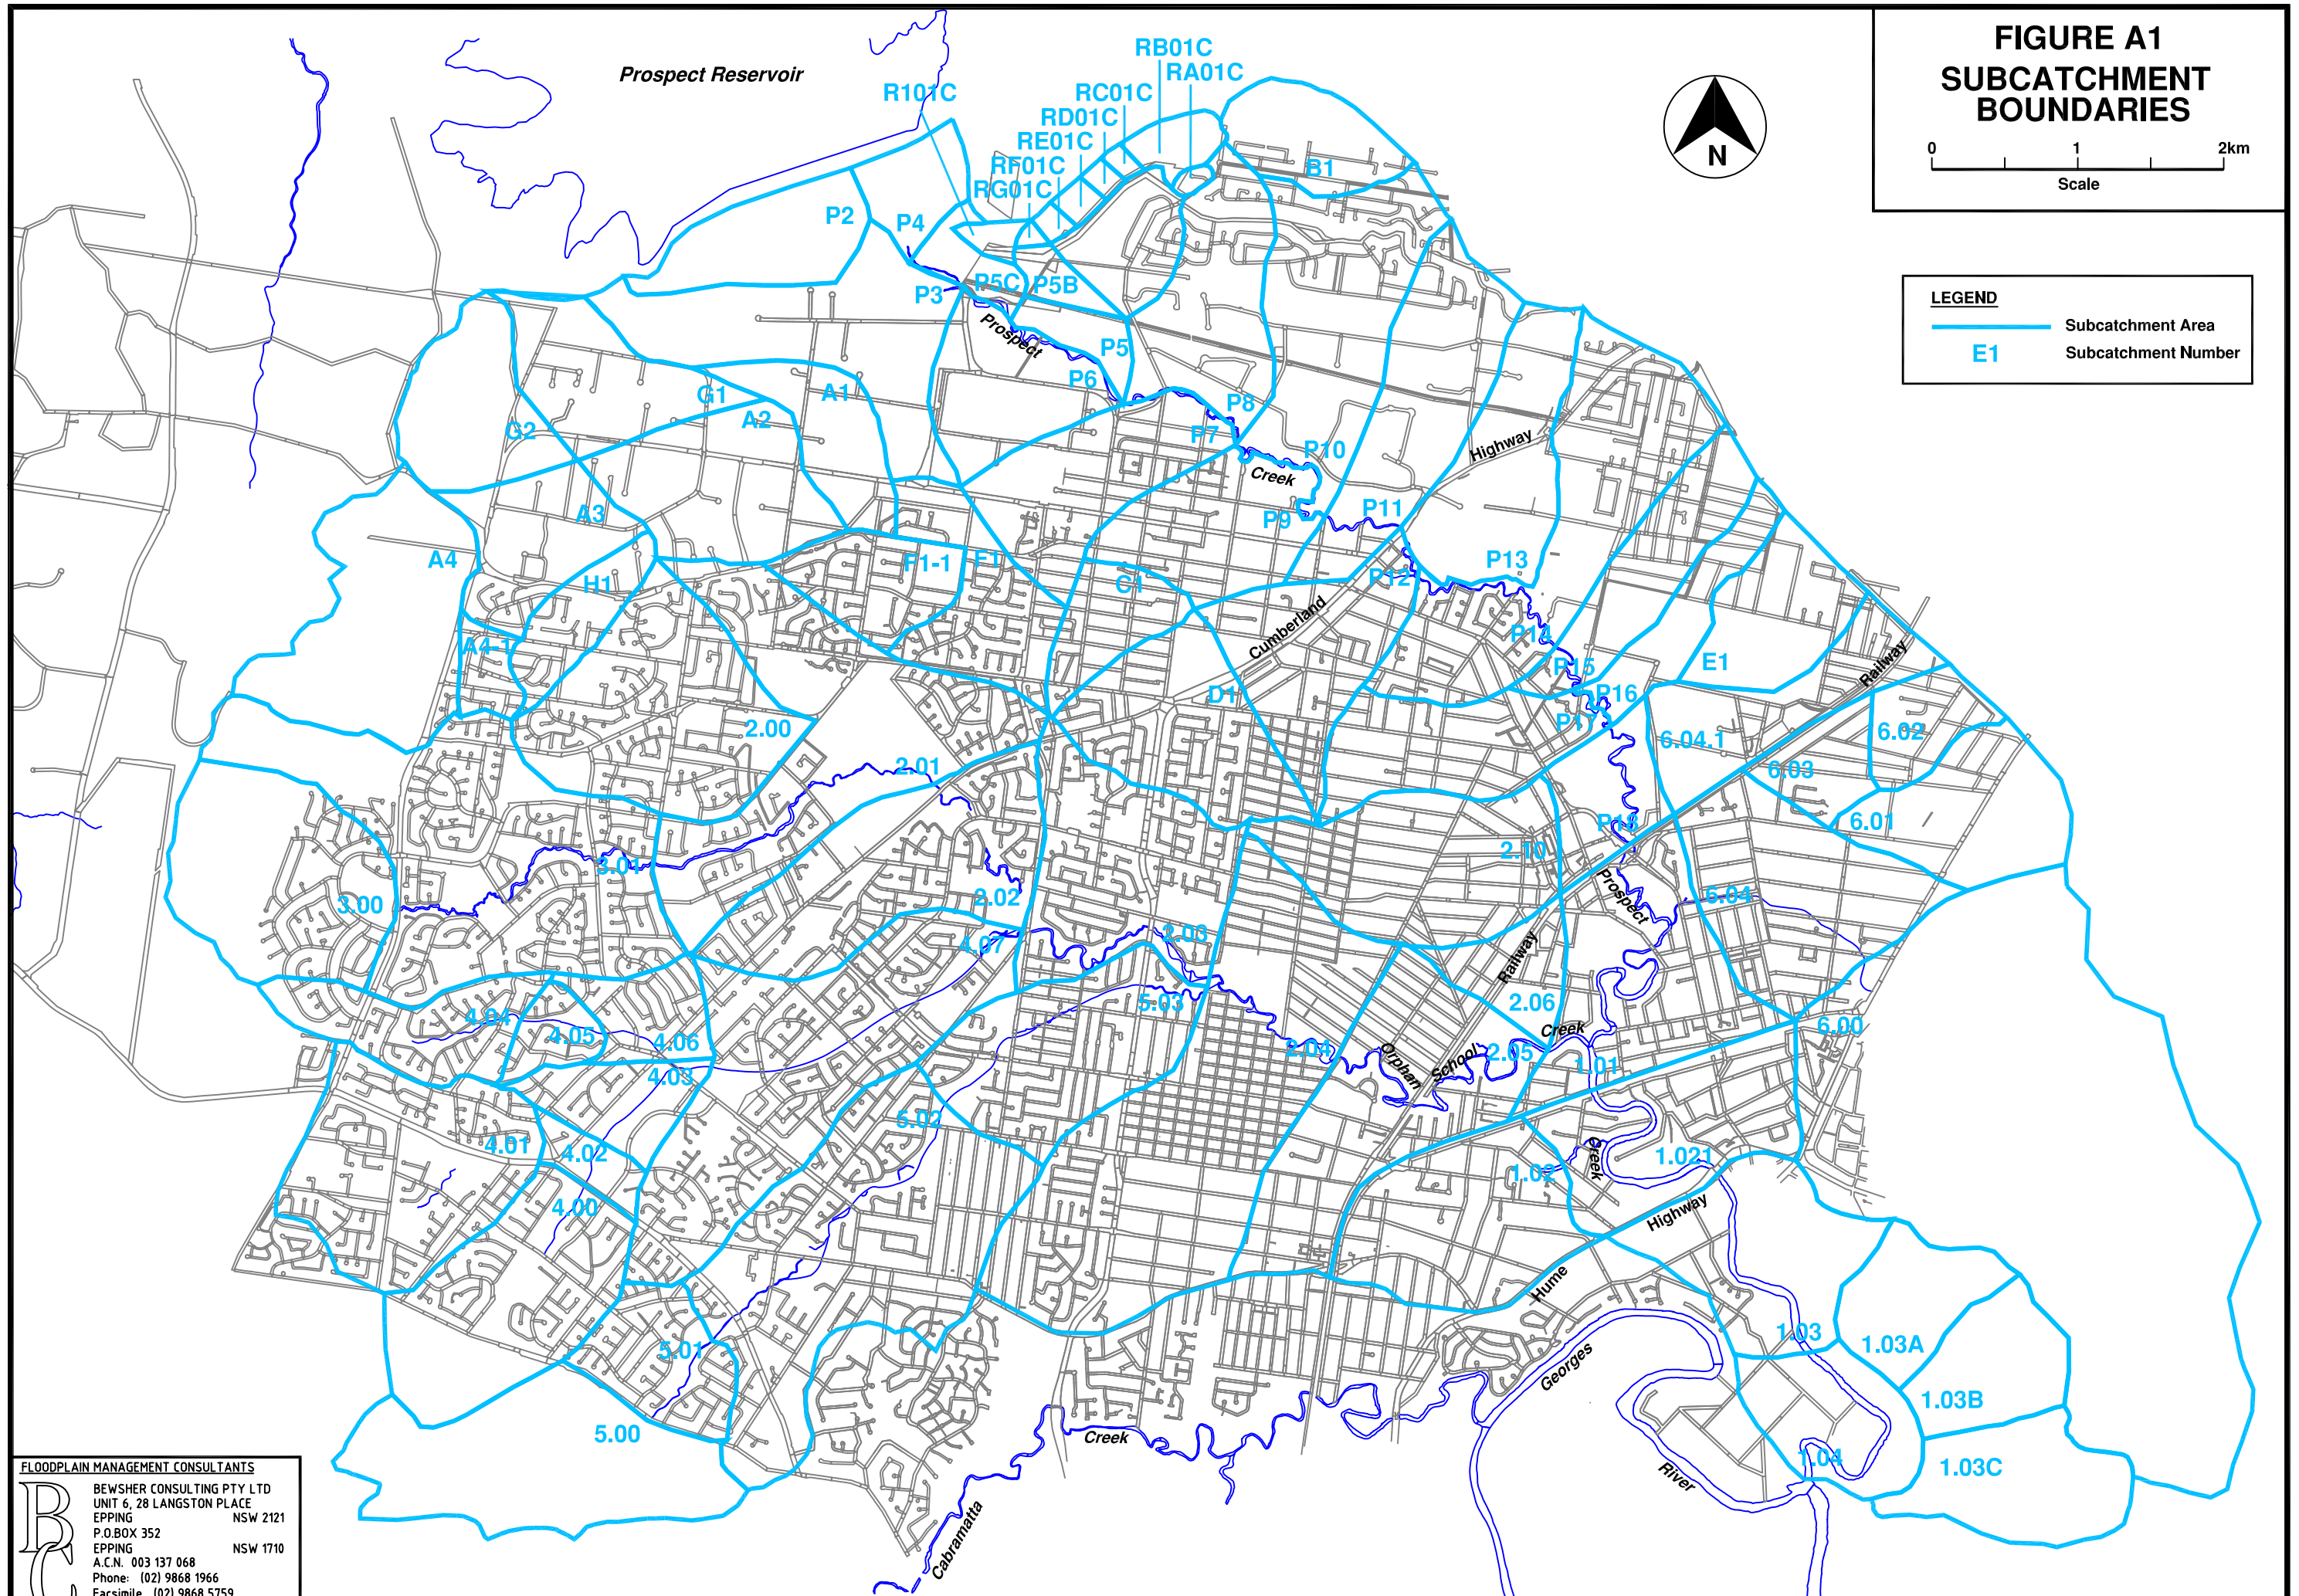 FIGURE A1
SUBCATCHMENT
BOUNDARIES
0 1 2km
Scale
N
LEGEND
Subcatchment Area
E1 Subcatchment Number
Prospect Reservoir
RB01C
RA01C
R101C
RC01C
RD01C
RE01C
RF01C
RG01C
B1
P2
P4
P3
P5C
P5B
Prospect
P5
P6
G1
A1
A2
G2
P8
P7
P10
Highway
Creek
A3
P9
P11
A4
F1-1
F1
P13
H1
C1
P12
Cumberland
A4-1
P14
P15
E1
Railway
D1
P16
2.00
P17
6.04.1
6.02
2.01
6.03
P18
6.01
3.01
2.10
3.00
2.02
Prospect
6.04
4.07
2.03
Railway
5.03
2.06
4.04
4.05
4.06
Creek
6.00
2.04
Orphan
School
2.05
1.01
4.03
5.02
4.01
4.02
1.02
Creek
1.021
4.00
Highway
Hume
5.01
1.03
1.03A
Georges
1.03B
5.00
Creek
1.04
1.03C
River
Cabramatta
FLOODPLAIN MANAGEMENT CONSULTANTS
BC
BEWSHER CONSULTING PTY LTD
UNIT 6, 28 LANGSTON PLACE
EPPING NSW 2121
P.O.BOX 352
EPPING NSW 1710
A.C.N. 003 137 068
Phone: (02) 9868 1966
Facsimile (02) 9868 5759